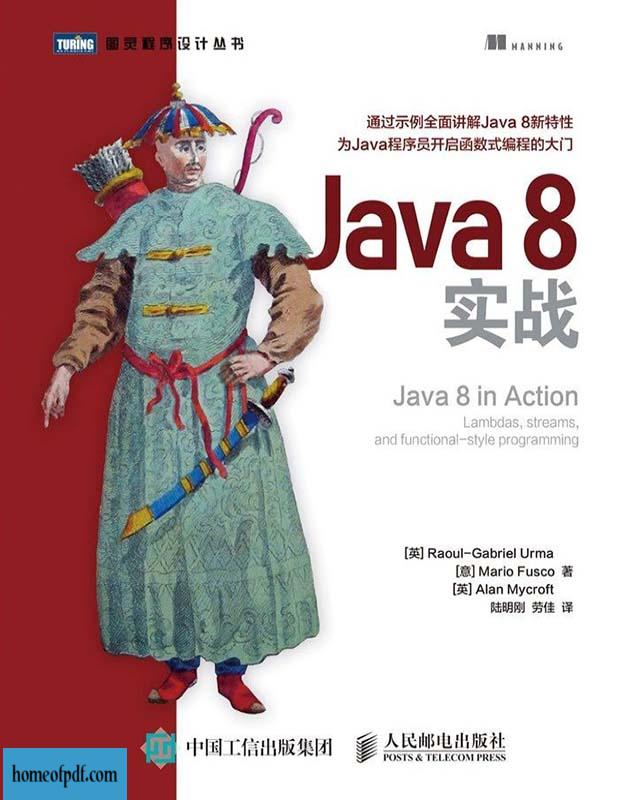 TURING 图灵程序设计丛书
MANNING
通过示例全面讲解Java 8新特性
为Java程序员开启函数式编程的大门
Java 8
实战
Java 8 in Action
Lambdas, streams,
and functional-style programming
[英] Raoul-Gabriel Urma
[意] Mario Fusco 著
[英] Alan Mycroft
陆明刚 劳佳 译
中国工信出版集团
人民邮电出版社
POSTS & TELECOM PRESS
homeofpdf.com